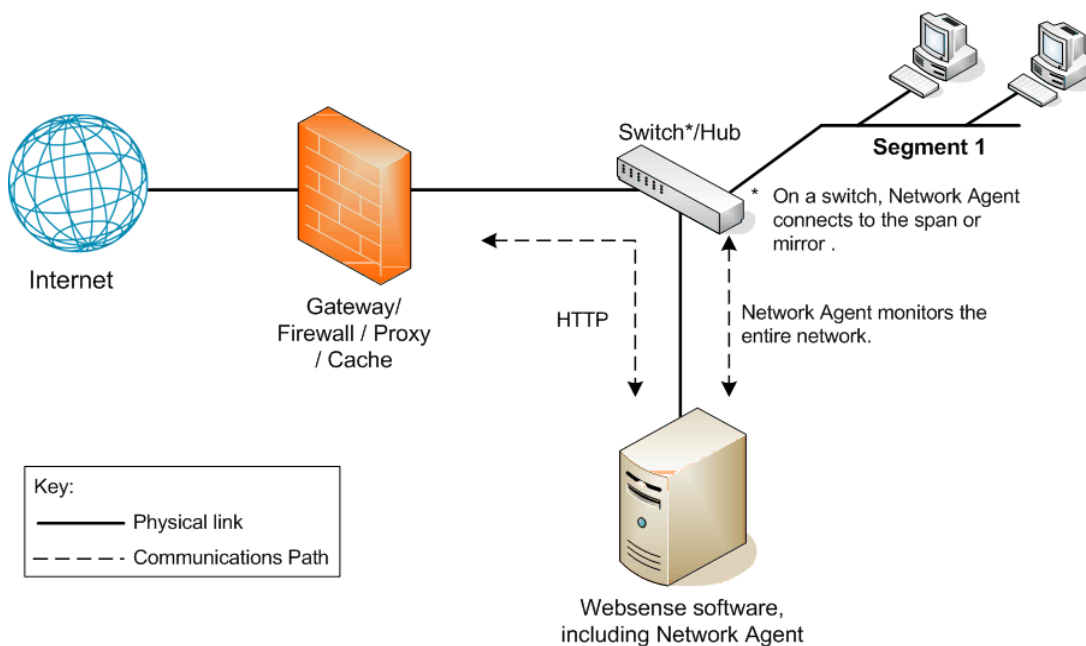 Switch*/Hub
Segment 1
* On a switch, Network Agent
connects to the span or
mirror .
Internet
Gateway/
Firewall / Proxy
/ Cache
HTTP
Network Agent monitors the
entire network.
Key:
Physical link
Communications Path
Websense software,
including Network Agent